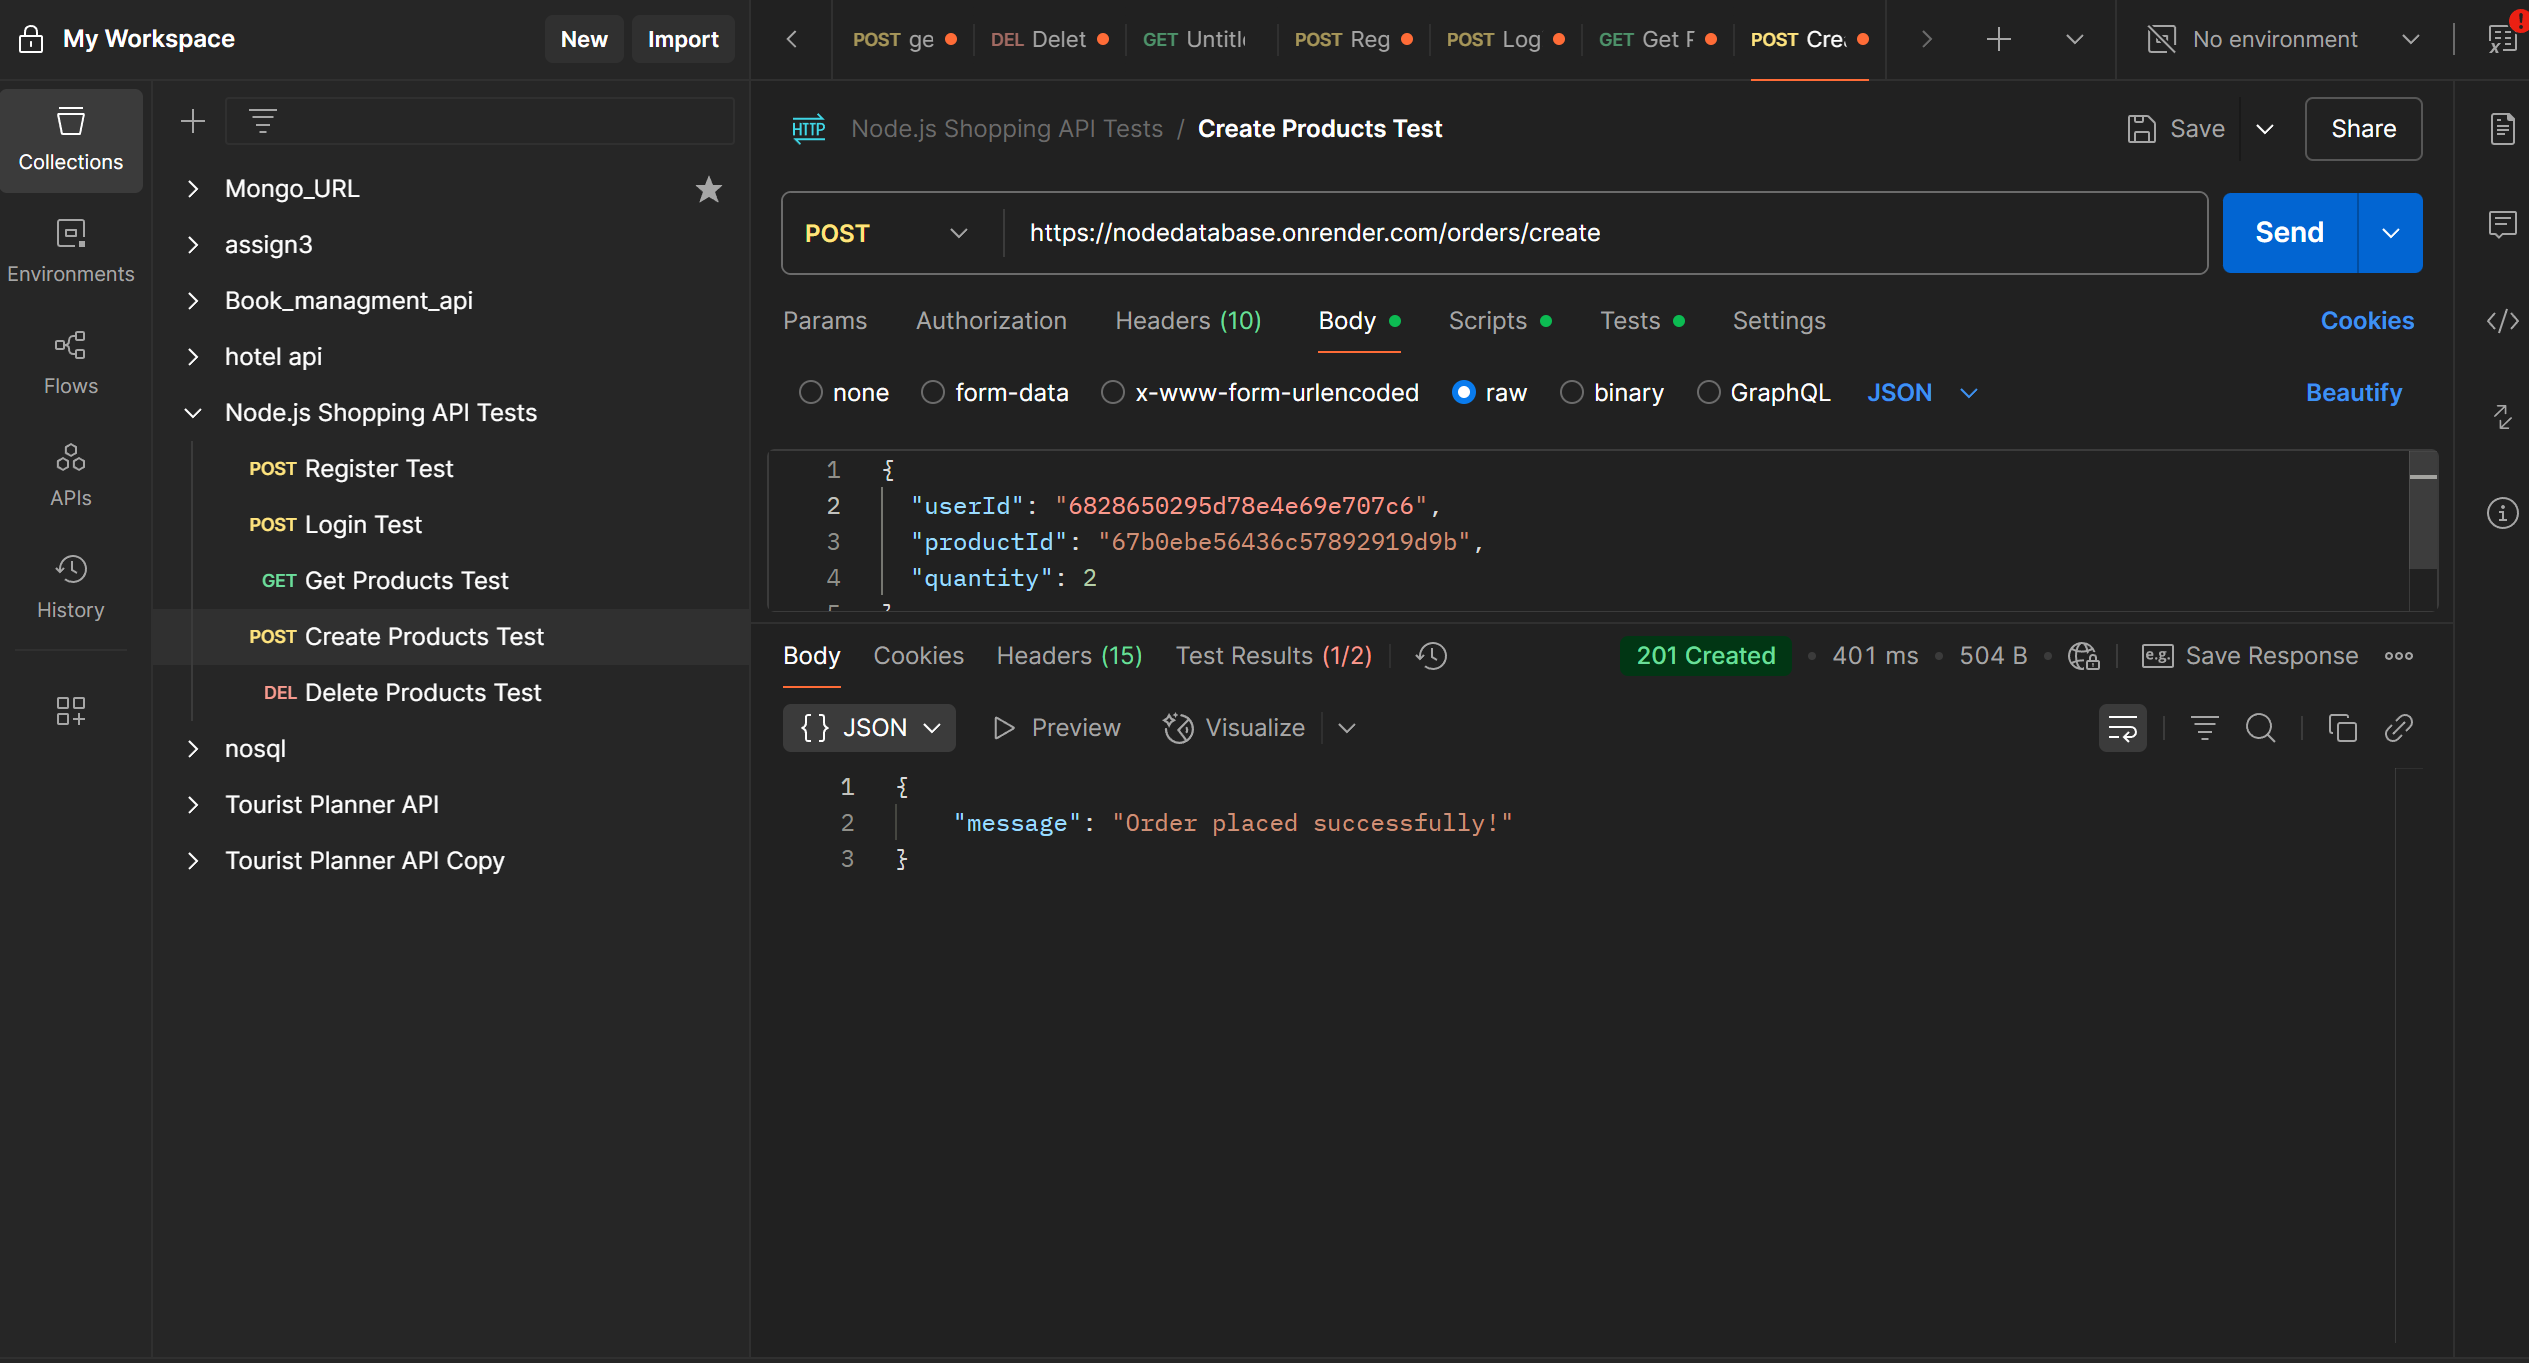 My Workspace
New
Import
POST ge
DEL Delet
GET Untitl
POST Reg
POST Log
GET Get F
POST Cre
No environment
Collections
Environments
Flows
APIs
History
Mongo_URL
assign3
Book_managment_api
hotel api
Node.js Shopping API Tests
POST Register Test
POST Login Test
GET Get Products Test
POST Create Products Test
DEL Delete Products Test
nosql
Tourist Planner API
Tourist Planner API Copy
HTTP Node.js Shopping API Tests / Create Products Test
Save
Share
POST https://nodedatabase.onrender.com/orders/create
Send
Params Authorization Headers (10) Body Scripts Tests Settings Cookies
none form-data x-www-form-urlencoded raw binary GraphQL JSON Beautify
1 {
2 "userId": "6828650295d78e4e69e707c6",
3 "productId": "67b0ebe56436c57892919d9b",
4 "quantity": 2
5 }
Body Cookies Headers (15) Test Results (1/2) 201 Created • 401 ms • 504 B • e.g. Save Response
{} JSON Preview Visualize
1 {
2 "message": "Order placed successfully!"
3 }